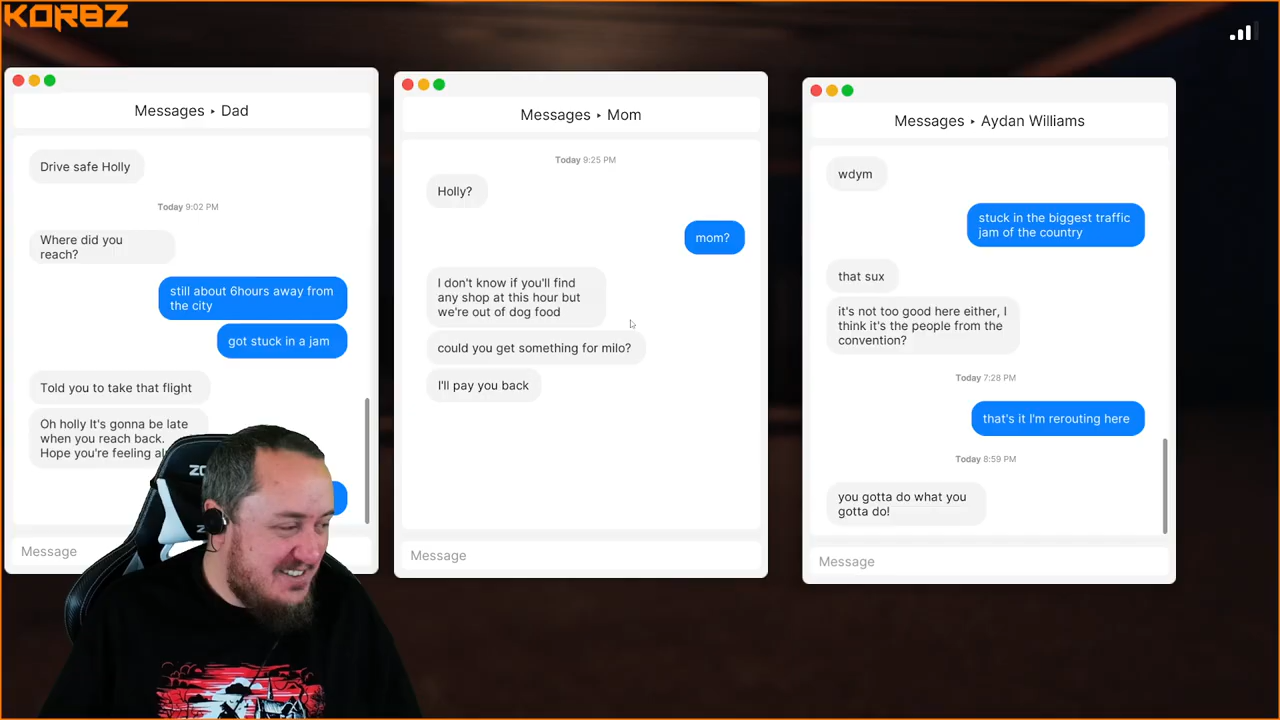 KORBZ
Messages ‣ Dad
Drive safe Holly
Today 9:02 PM
Where did you
reach?
still about 6hours away from
the city
got stuck in a jam
Told you to take that flight
Oh holly It's gonna be late
when you reach back.
Hope you're feeling
Message
Messages ‣ Mom
Today 9:25 PM
Holly?
mom?
I don't know if you'll find
any shop at this hour but
we're out of dog food
could you get something for milo?
I'll pay you back
Message
Messages ‣ Aydan Williams
wdym
stuck in the biggest traffic
jam of the country
that sux
it's not too good here either, I
think it's the people from the
convention?
Today 7:28 PM
that's it I'm rerouting here
Today 8:59 PM
you gotta do what you
gotta do!
Message